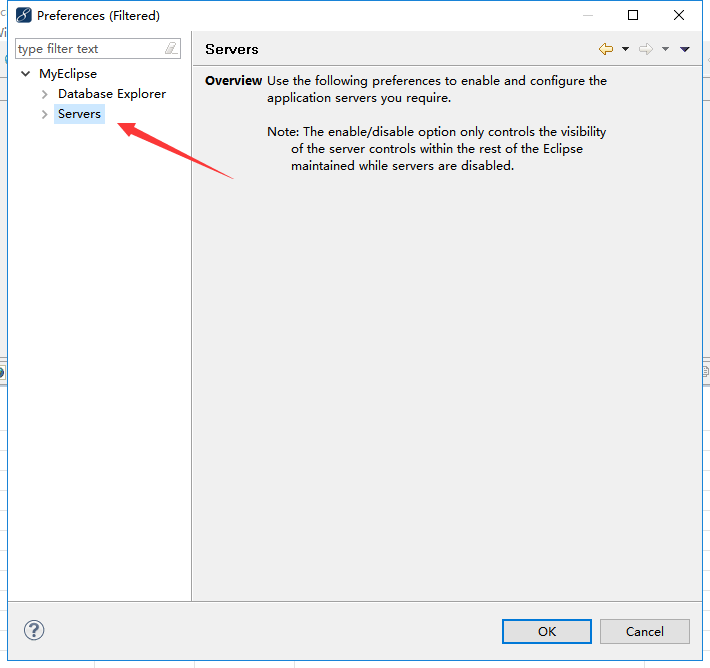 Preferences (Filtered)
type filter text
MyEclipse
Database Explorer
Servers
Servers
Overview Use the following preferences to enable and configure the
application servers you require.
Note: The enable/disable option only controls the visibility
of the server controls within the rest of the Eclipse
maintained while servers are disabled.
OK
Cancel